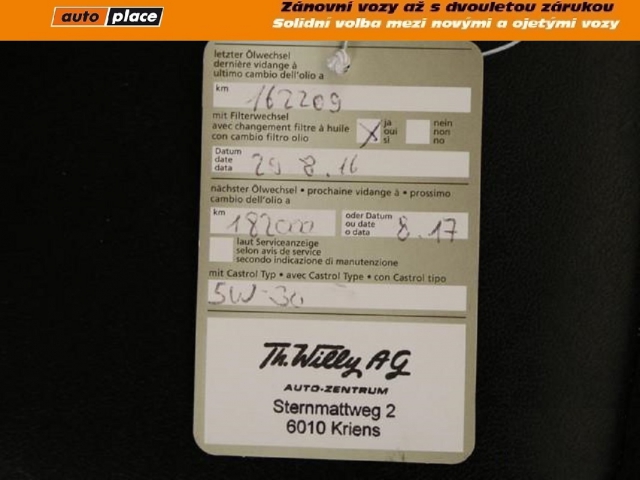 auto place
Zánovní vozy až s dvouletou zárukou
Solidní volba mezi novými a ojetými vozy
letzter Ölwechsel
dernière vidange à
ultimo cambio dell'olio a
km 162209
mit Filterwechsel
avec changement filtre à huile
con cambio filtro olio
X ja
oui
si
nein
non
no
Datum
date
data
29 8.16
nächster Ölwechsel • prochaine vidange à • prossimo
cambio dell'olio a
km 182000
oder Datum
ou date
o data
8.17
laut Serviceanzeige
selon avis de service
secondo indicazione di manutenzione
mit Castrol Typ • avec Castrol Type • con Castrol tipo
5W-30
Th. Willy AG
AUTO-ZENTRUM
Sternmattweg 2
6010 Kriens